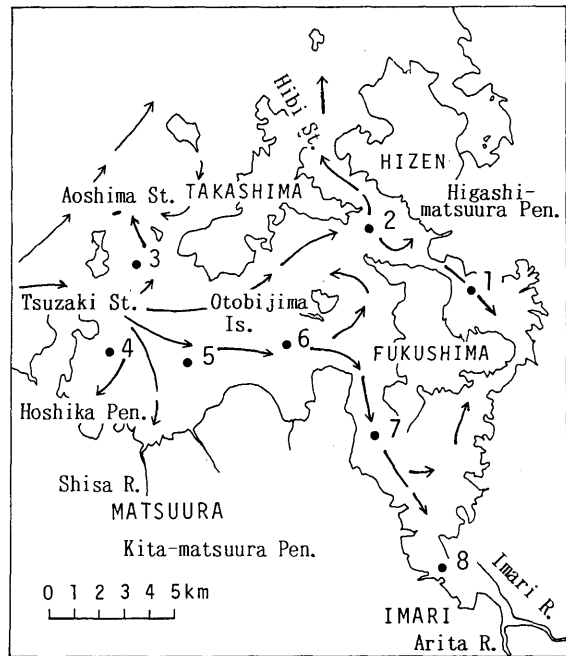 Hibi St.
HIZEN
Higashi-
matsuura Pen.
Aoshima St.
TAKASHIMA
2
3
1
Tsuzaki St.
Otobijima
Is.
6
4
5
FUKUSHIMA
Hoshika Pen.
7
Shisa R.
MATSUURA
Kita-matsuura Pen.
8
Imari R.
0 1 2 3 4 5km
IMARI
Arita R.